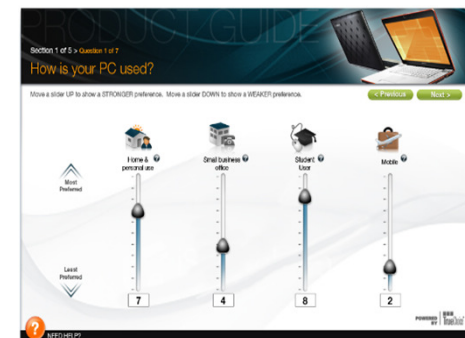 PRODUCT GUIDE
Section 1 of 5 > Question 1 of 7
How is your PC used?
Move a slider UP to show a STRONGER preference. Move a slider DOWN to show a WEAKER preference.
< Previous
Next >
Home & personal use
Small business office
Student User
Mobile
Most Preferred
Least Preferred
7
4
8
2
POWERED BY
?
NEED HELP?